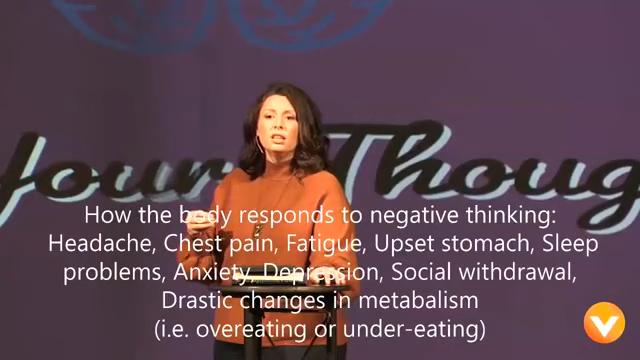 your Thoug
How the body responds to negative thinking:
Headache, Chest pain, Fatigue, Upset stomach, Sleep
problems, Anxiety, Depression, Social withdrawal,
Drastic changes in metabalism
(i.e. overeating or under-eating)
V